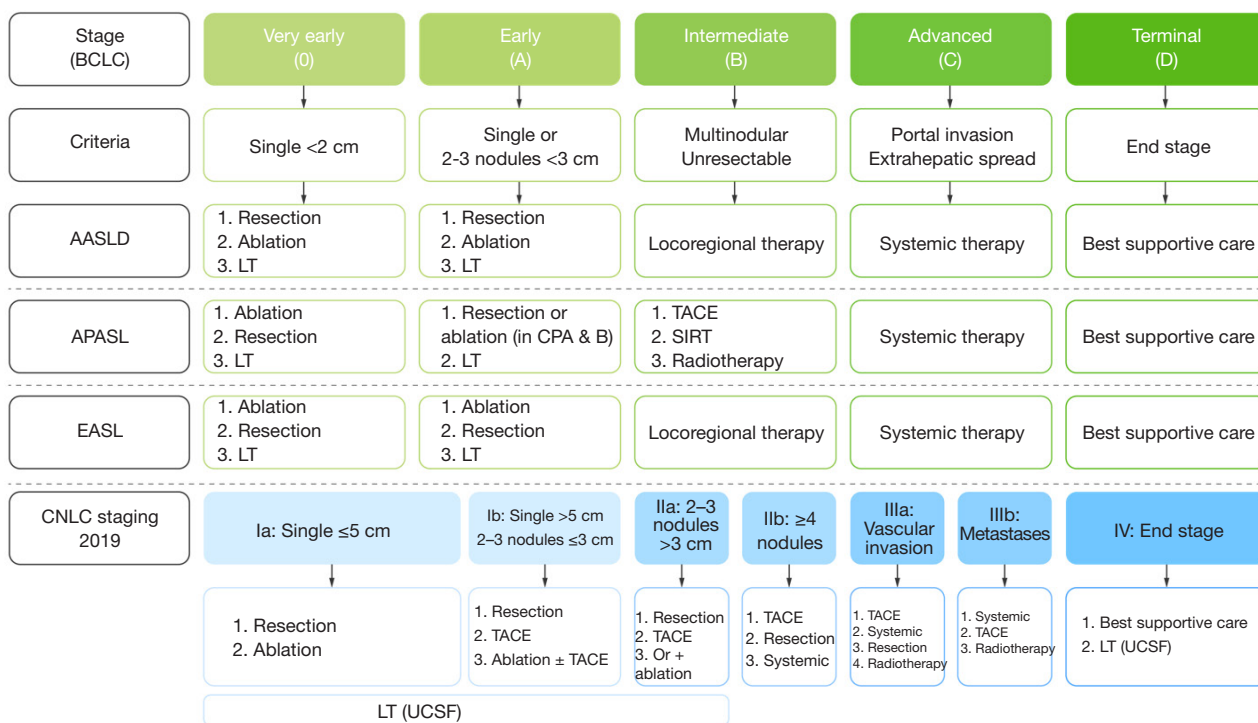 Stage
(BCLC)
Very early
(0)
Early
(A)
Intermediate
(B)
Advanced
(C)
Terminal
(D)
Criteria
Single <2 cm
Single or
2-3 nodules <3 cm
Multinodular
Unresectable
Portal invasion
Extrahepatic spread
End stage
AASLD
1. Resection
2. Ablation
3. LT
1. Resection
2. Ablation
3. LT
Locoregional therapy
Systemic therapy
Best supportive care
APASL
1. Ablation
2. Resection
3. LT
1. Resection or
ablation (in CPA & B)
2. LT
1. TACE
2. SIRT
3. Radiotherapy
Systemic therapy
Best supportive care
EASL
1. Ablation
2. Resection
3. LT
1. Ablation
2. Resection
3. LT
Locoregional therapy
Systemic therapy
Best supportive care
CNLC staging
2019
Ia: Single ≤5 cm
Ib: Single >5 cm
2–3 nodules ≤3 cm
IIa: 2–3
nodules
>3 cm
IIb: ≥4
nodules
IIIa:
Vascular
invasion
IIIb:
Metastases
IV: End stage
1. Resection
2. Ablation
1. Resection
2. TACE
3. Ablation ± TACE
1. Resection
2. TACE
3. Or +
ablation
1. TACE
2. Resection
3. Systemic
1. TACE
2. Systemic
3. Resection
4. Radiotherapy
1. Systemic
2. TACE
3. Radiotherapy
1. Best supportive care
2. LT (UCSF)
LT (UCSF)